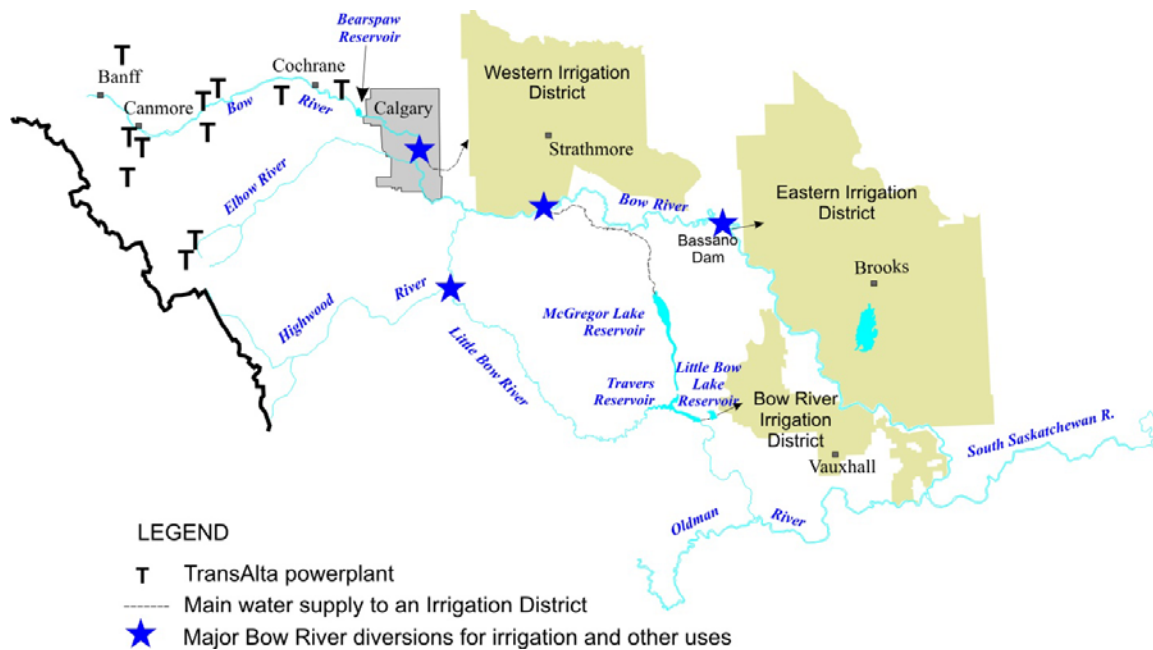 Bearspaw
Reservoir
Banff
Cochrane
Canmore
Bow
River
Calgary
Western Irrigation
District
Strathmore
Elbow River
Bow River
Eastern Irrigation
District
Bassano
Dam
Brooks
Highwood
River
McGregor Lake
Reservoir
Little Bow River
Travers
Reservoir
Little Bow
Lake
Reservoir
Bow River
Irrigation
District
Vauxhall
South Saskatchewan R.
Oldman
River
LEGEND
T TransAlta powerplant
Main water supply to an Irrigation District
Major Bow River diversions for irrigation and other uses
T
T
T
T
T
T
T
T
T
T
T
T